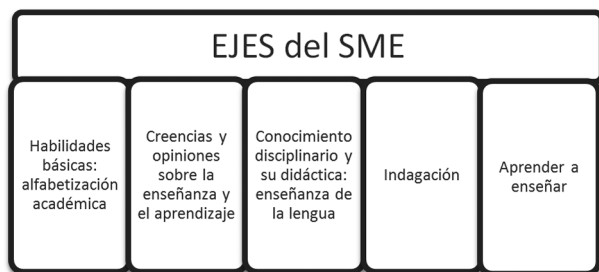 EJES del SME
Habilidades
básicas:
alfabetización
académica
Creencias y
opiniones
sobre la
enseñanza y
el aprendizaje
Conocimiento
disciplinario y
su didáctica:
enseñanza de
la lengua
Indagación
Aprender a
enseñar